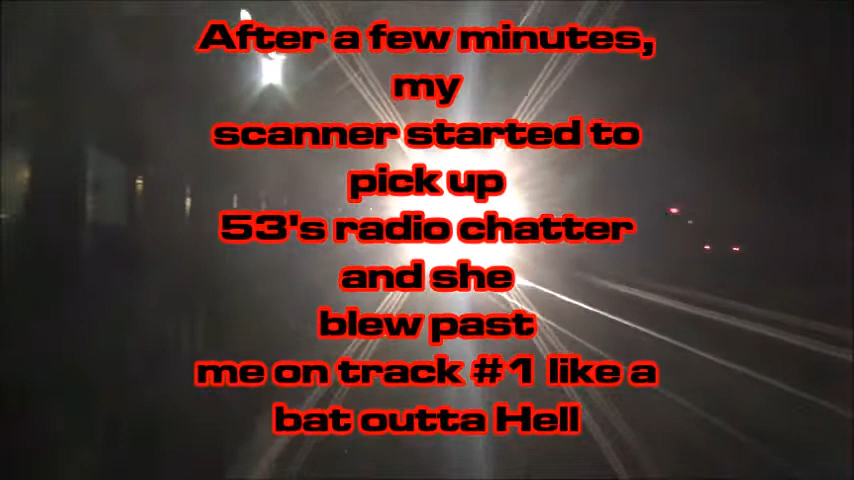 After a few minutes,
my
scanner started to
pick up
53's radio chatter
and she
blew past
me on track #1 like a
bat outta Hell